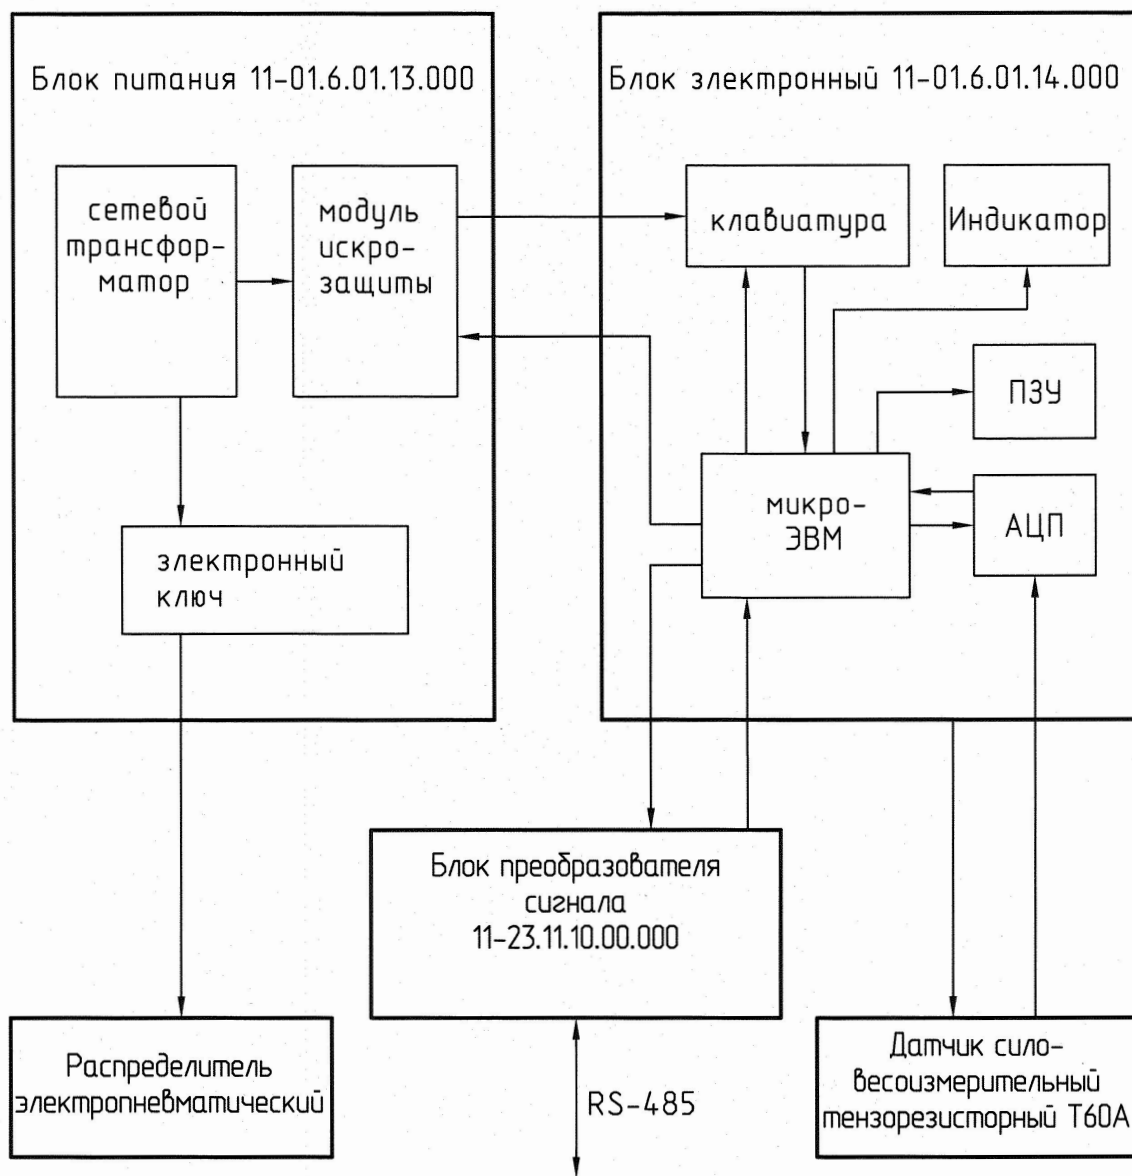 Блок питания 11-01.6.01.13.000
сетевой
трансфор-
матор
модуль
искро-
защиты
злектронный
ключ
Блок злектронный 11-01.6.01.14.000
клавиатура
Индикатор
ПЗУ
микро-
ЭВМ
АЦП
Блок преобразователя
сигнала
11-23.11.10.00.000
Распределитель
электропневматический
RS-485
Датчик сило-
весоизмерительный
тензорезисторный Т60А